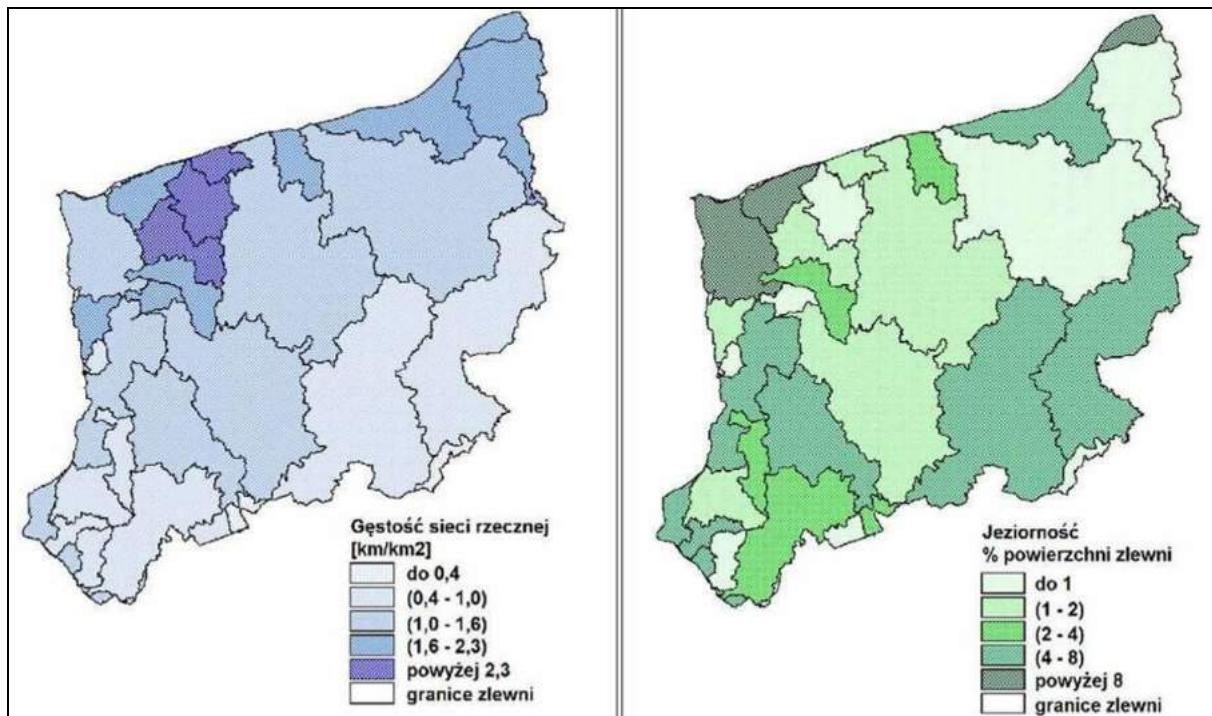 Gęstość sieci rzecznej
[km/km2]
do 0,4
(0,4 - 1,0)
(1,0 - 1,6)
(1,6 - 2,3)
powyżej 2,3
granice zlewni
Jeziorność
% powierzchni zlewni
do 1
(1 - 2)
(2 - 4)
(4 - 8)
powyżej 8
granice zlewni